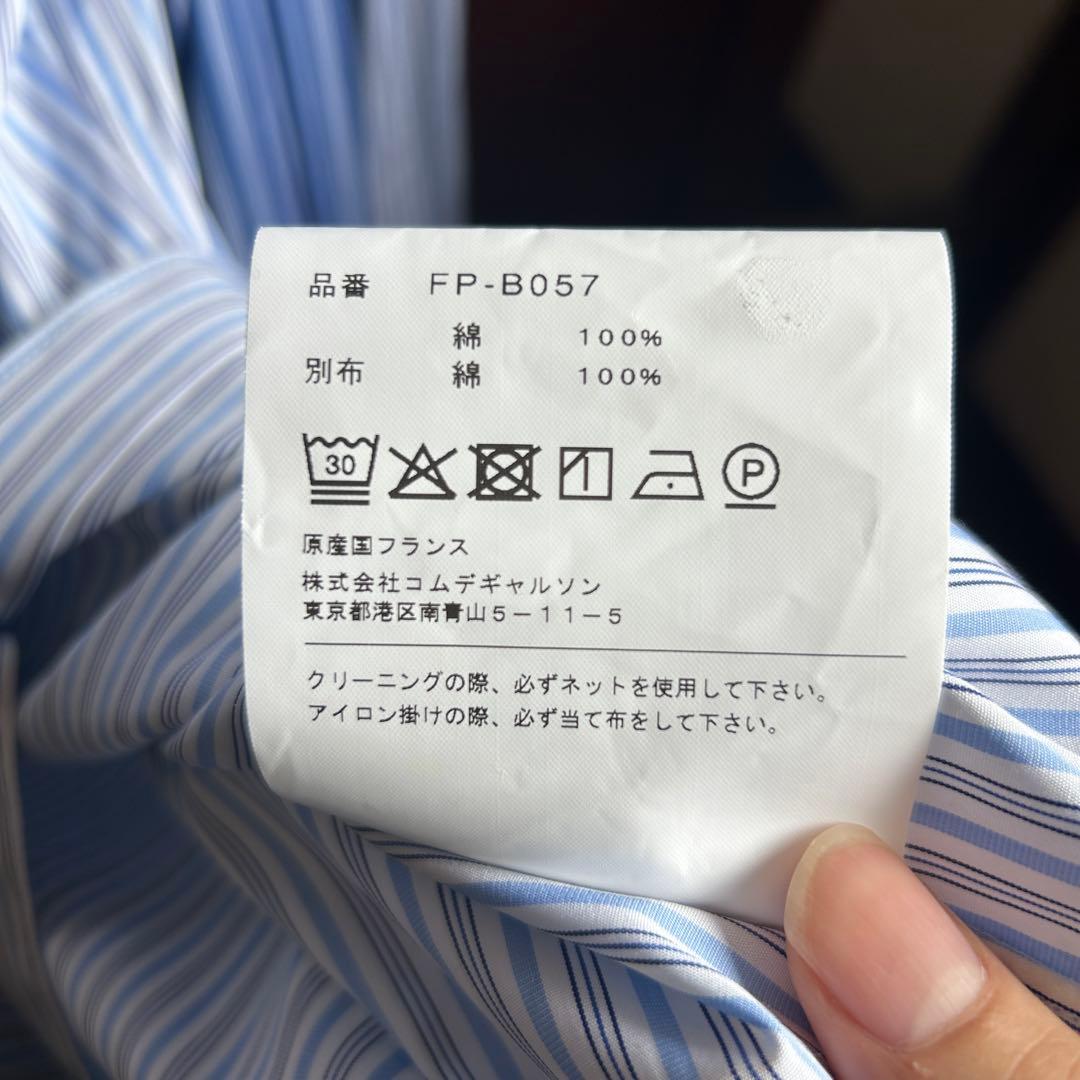 品番 FP-B057
綿 100%
別布 綿 100%
30
P
原産国フランス
株式会社コムデギャルソン
東京都港区南青山5-11-5
クリーニングの際、必ずネットを使用して下さい。
アイロン掛けの際、必ず当て布をして下さい。